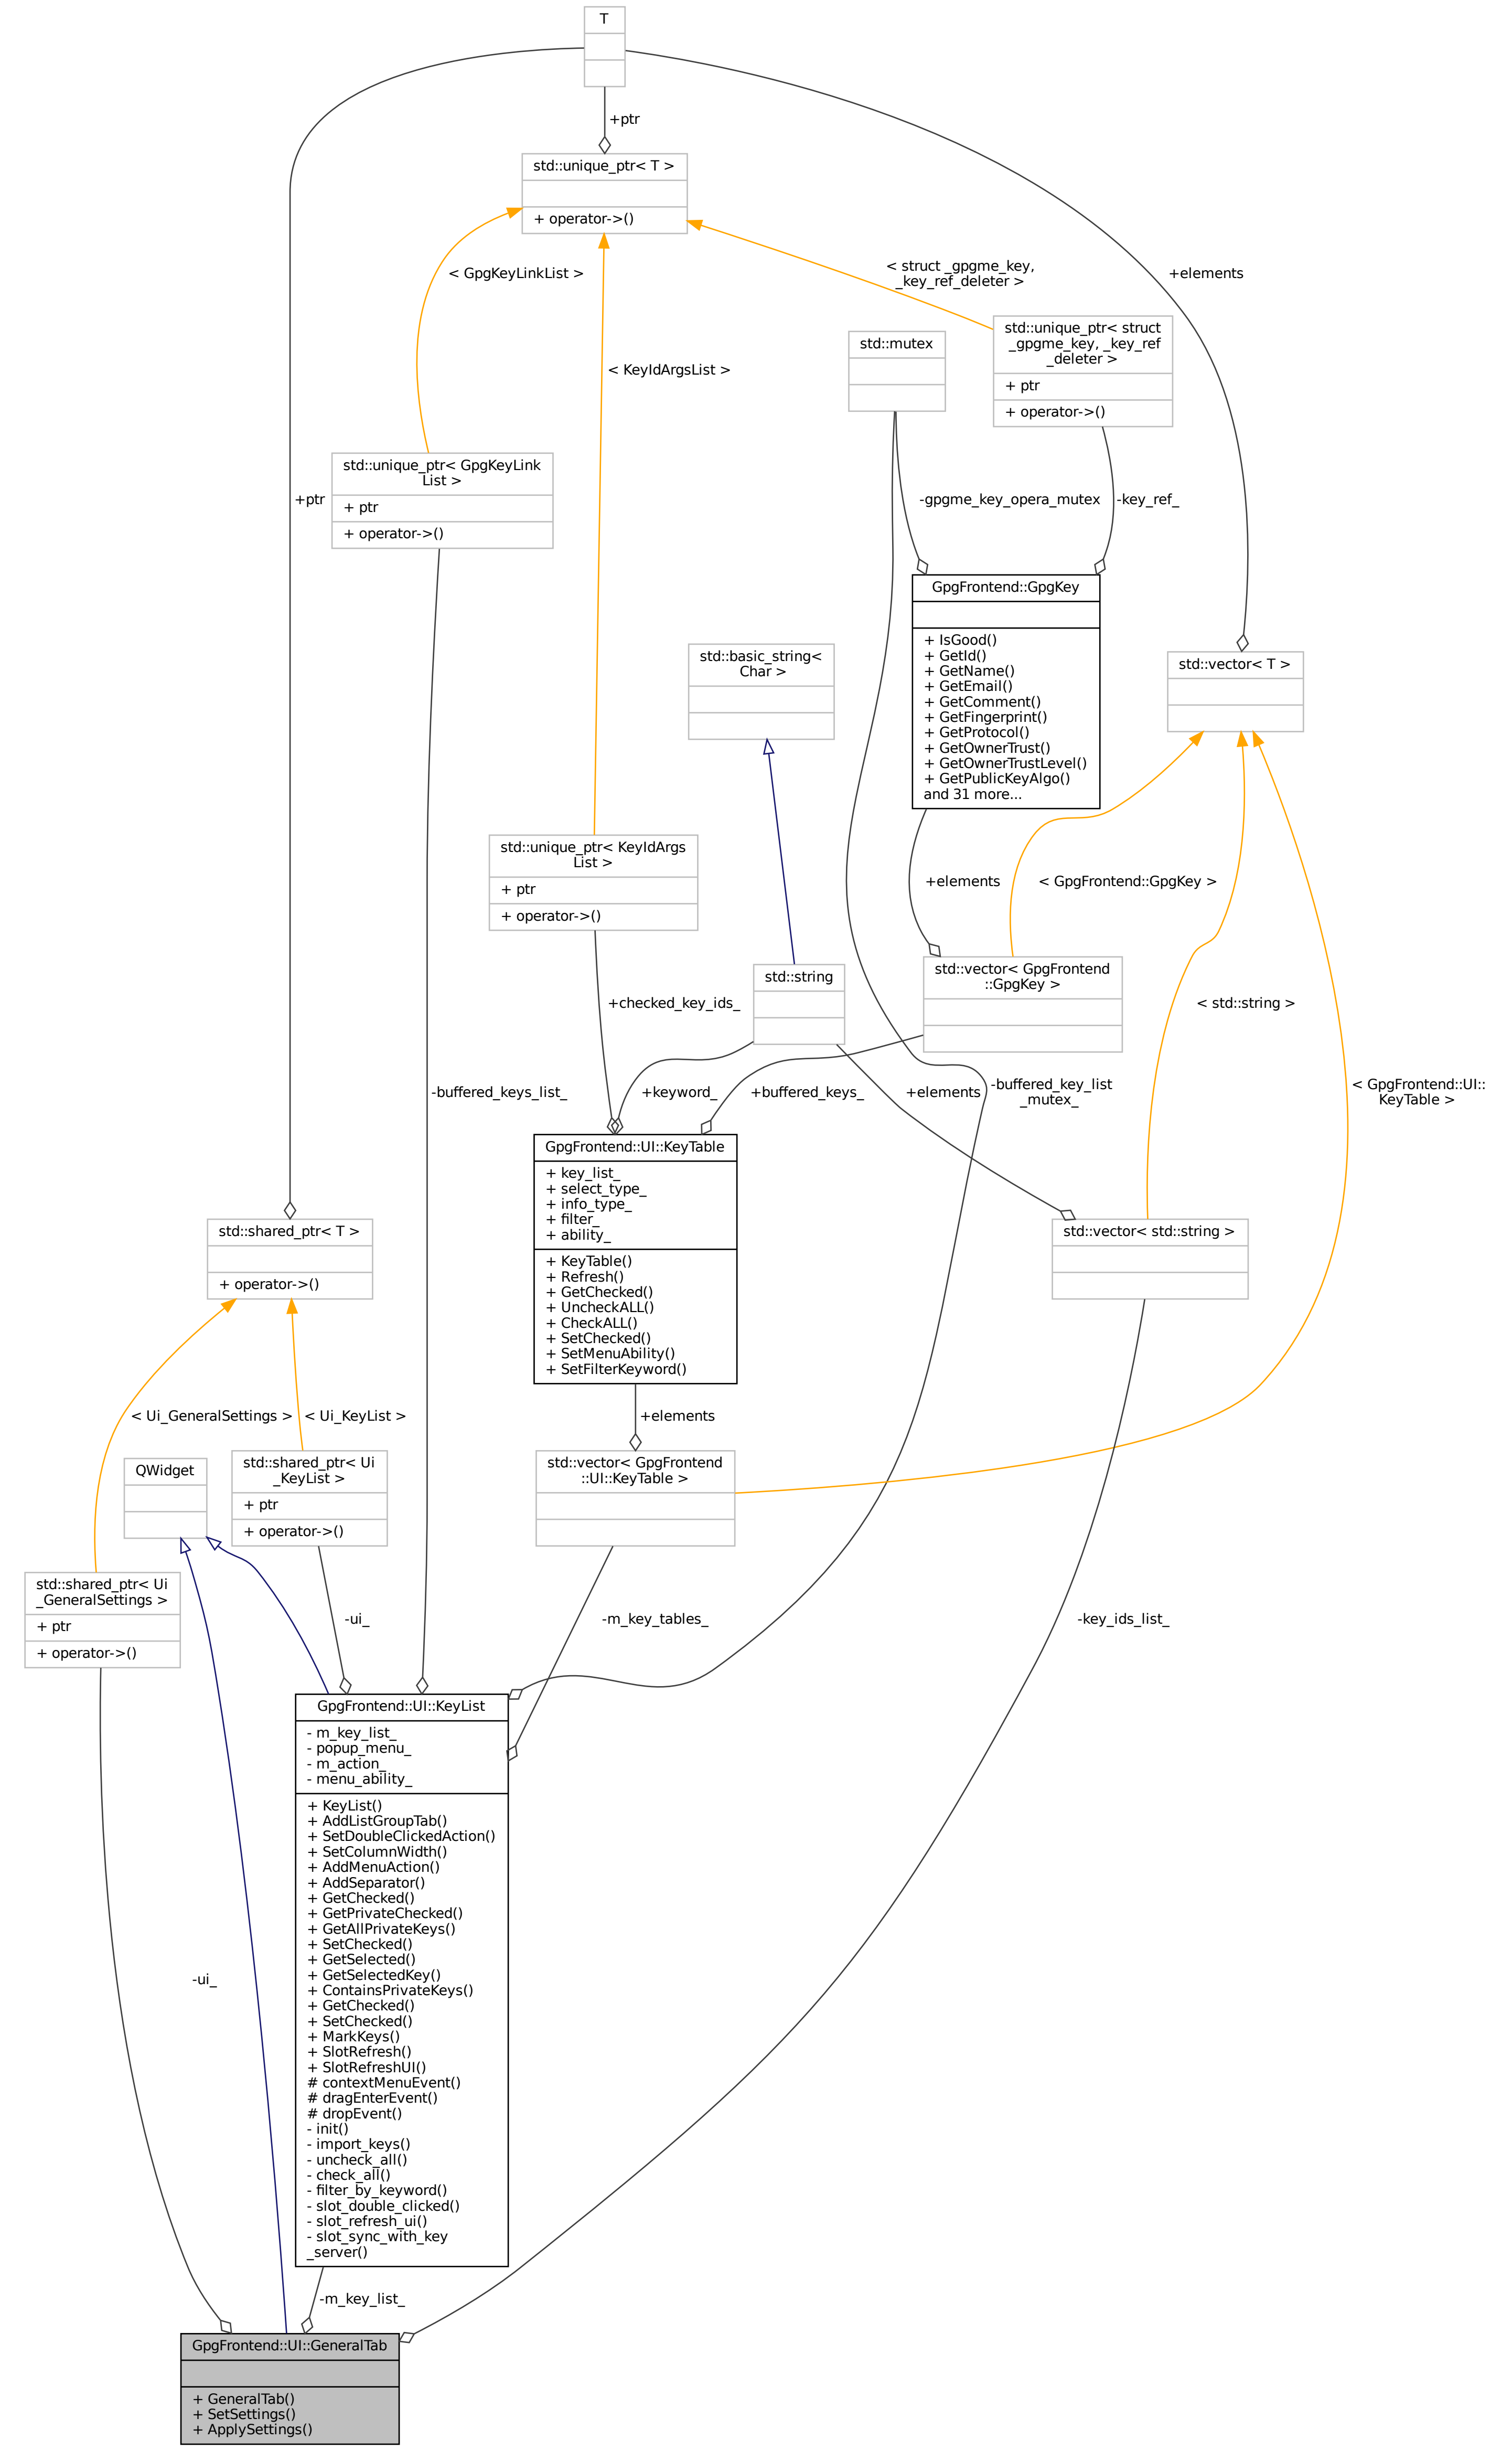 T
+ptr
std::unique_ptr< T >
+ operator->()
< GpgKeyLinkList >
< struct _gpgme_key,
_key_ref_deleter >
+elements
std::unique_ptr< struct
_gpgme_key, _key_ref
_deleter >
+ ptr
+ operator->()
std::mutex
< KeyIdArgsList >
std::unique_ptr< GpgKeyLink
List >
+ ptr
+ operator->()
+ptr
-gpgme_key_opera_mutex
-key_ref_
GpgFrontend::GpgKey
+ IsGood()
+ GetId()
+ GetName()
+ GetEmail()
+ GetComment()
+ GetFingerprint()
+ GetProtocol()
+ GetOwnerTrust()
+ GetOwnerTrustLevel()
+ GetPublicKeyAlgo()
and 31 more...
std::basic_string<
Char >
std::vector< T >
std::unique_ptr< KeyIdArgs
List >
+ ptr
+ operator->()
+elements
< GpgFrontend::GpgKey >
std::string
std::vector< GpgFrontend
::GpgKey >
+checked_key_ids_
< std::string >
-buffered_keys_list_
+keyword_
+buffered_keys_
+elements
-buffered_key_list
_mutex_
< GpgFrontend::UI::
KeyTable >
GpgFrontend::UI::KeyTable
+ key_list_
+ select_type_
+ info_type_
+ filter_
+ ability_
+ KeyTable()
+ Refresh()
+ GetChecked()
+ UncheckALL()
+ CheckALL()
+ SetChecked()
+ SetMenuAbility()
+ SetFilterKeyword()
std::shared_ptr< T >
+ operator->()
std::vector< std::string >
< Ui_GeneralSettings >
< Ui_KeyList >
+elements
QWidget
std::shared_ptr< Ui
_KeyList >
+ ptr
+ operator->()
std::vector< GpgFrontend
::UI::KeyTable >
std::shared_ptr< Ui
_GeneralSettings >
+ ptr
+ operator->()
-ui_
-m_key_tables_
-key_ids_list_
GpgFrontend::UI::KeyList
- m_key_list_
- popup_menu_
- m_action_
- menu_ability_
+ KeyList()
+ AddListGroupTab()
+ SetDoubleClickedAction()
+ SetColumnWidth()
+ AddMenuAction()
+ AddSeparator()
+ GetChecked()
+ GetPrivateChecked()
+ GetAllPrivateKeys()
+ SetChecked()
+ GetSelected()
+ GetSelectedKey()
+ ContainsPrivateKeys()
+ GetChecked()
+ SetChecked()
+ MarkKeys()
+ SlotRefresh()
+ SlotRefreshUI()
# contextMenuEvent()
# dragEnterEvent()
# dropEvent()
- init()
- import_keys()
- uncheck_all()
- check_all()
- filter_by_keyword()
- slot_double_clicked()
- slot_refresh_ui()
- slot_sync_with_key
_server()
-ui_
-m_key_list_
GpgFrontend::UI::GeneralTab
+ GeneralTab()
+ SetSettings()
+ ApplySettings()